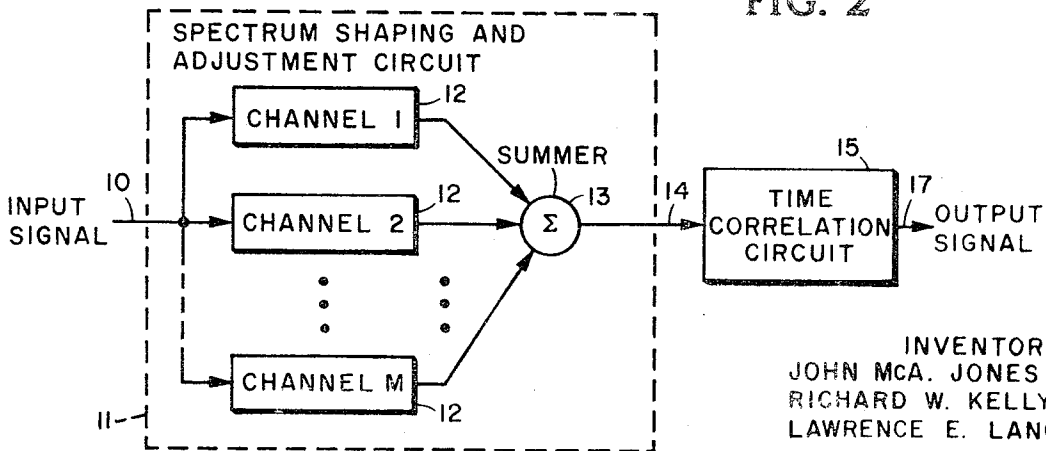 FIG. 2
SPECTRUM SHAPING AND
ADJUSTMENT CIRCUIT
12
CHANNEL 1
SUMMER
15
10
12
13
14
TIME
17
INPUT
SIGNAL
CHANNEL 2
Σ
CORRELATION
CIRCUIT
OUTPUT
SIGNAL
CHANNEL M
12
11
INVENTOR
JOHN MCA. JONES
RICHARD W. KELLY
LAWRENCE E.